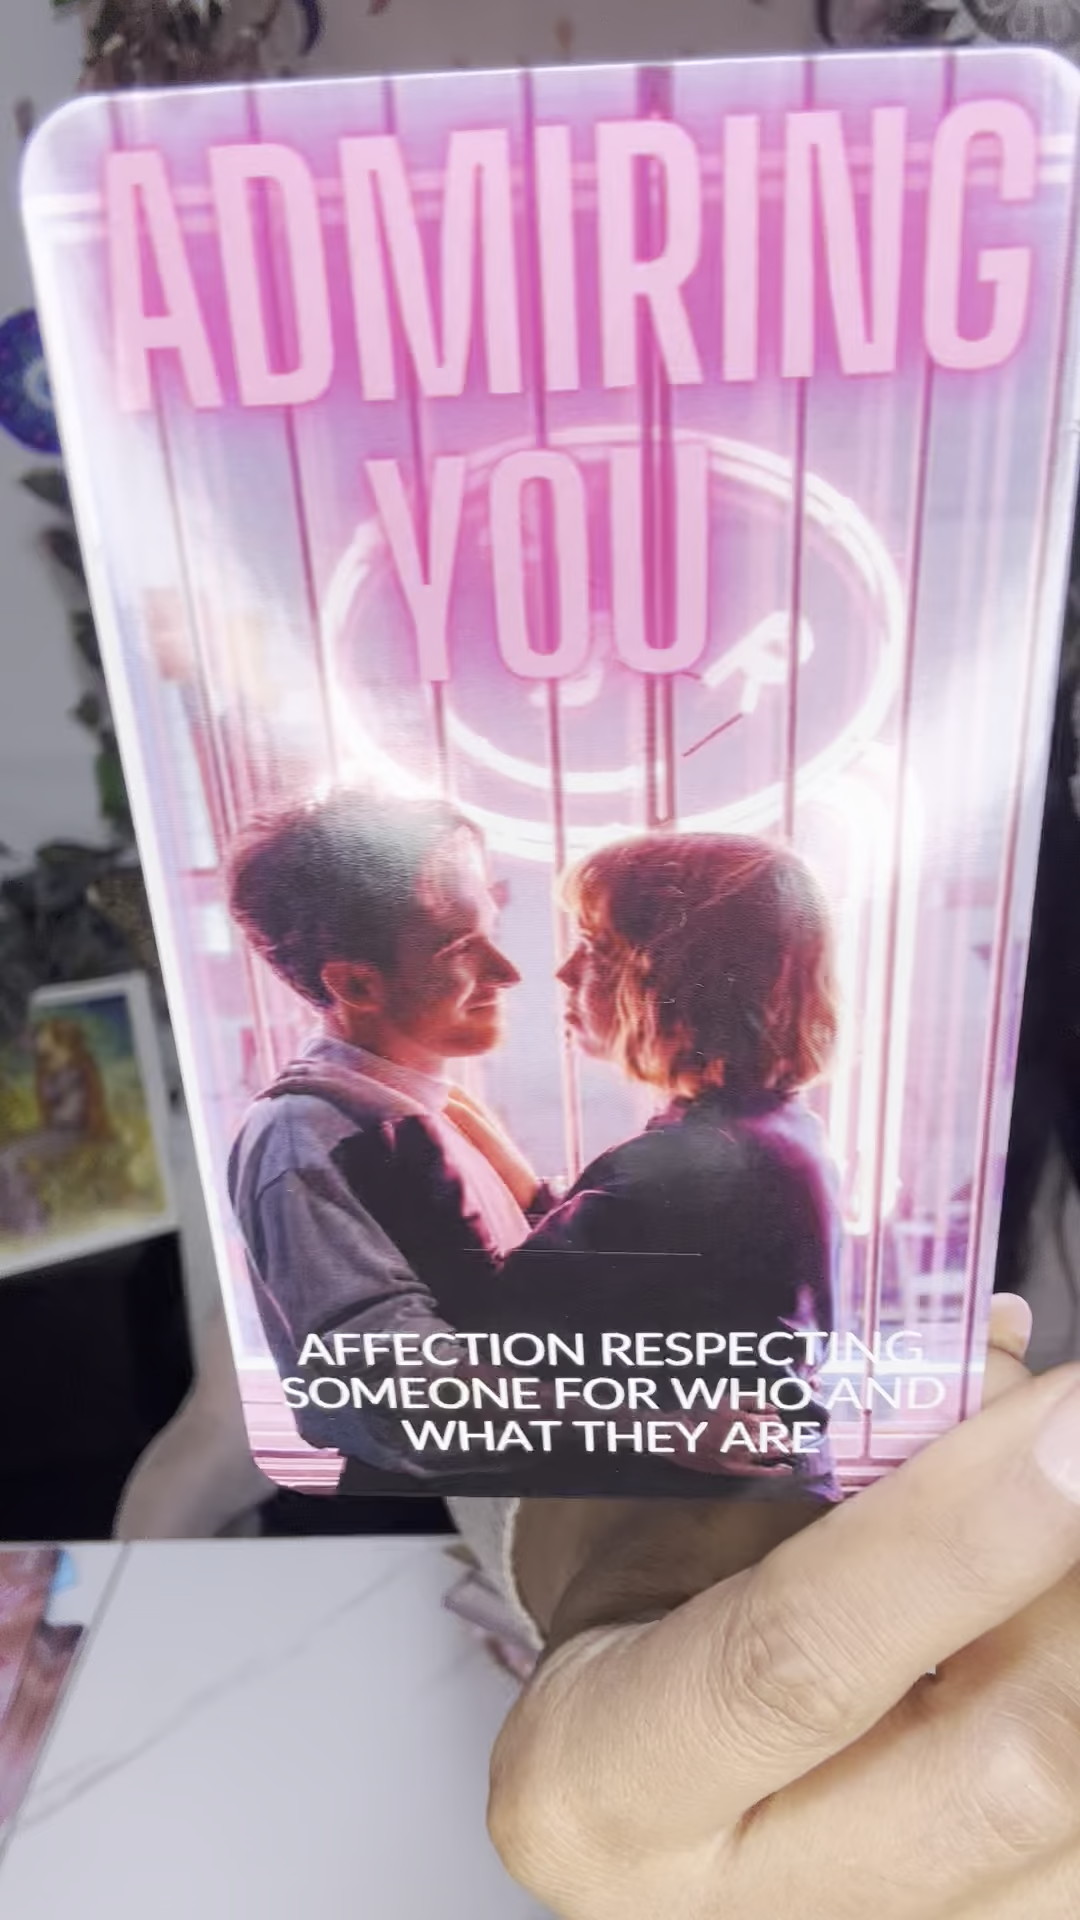 ADMIRING
YOU
AFFECTION RESPECTING
SOMEONE FOR WHO AND
WHAT THEY ARE